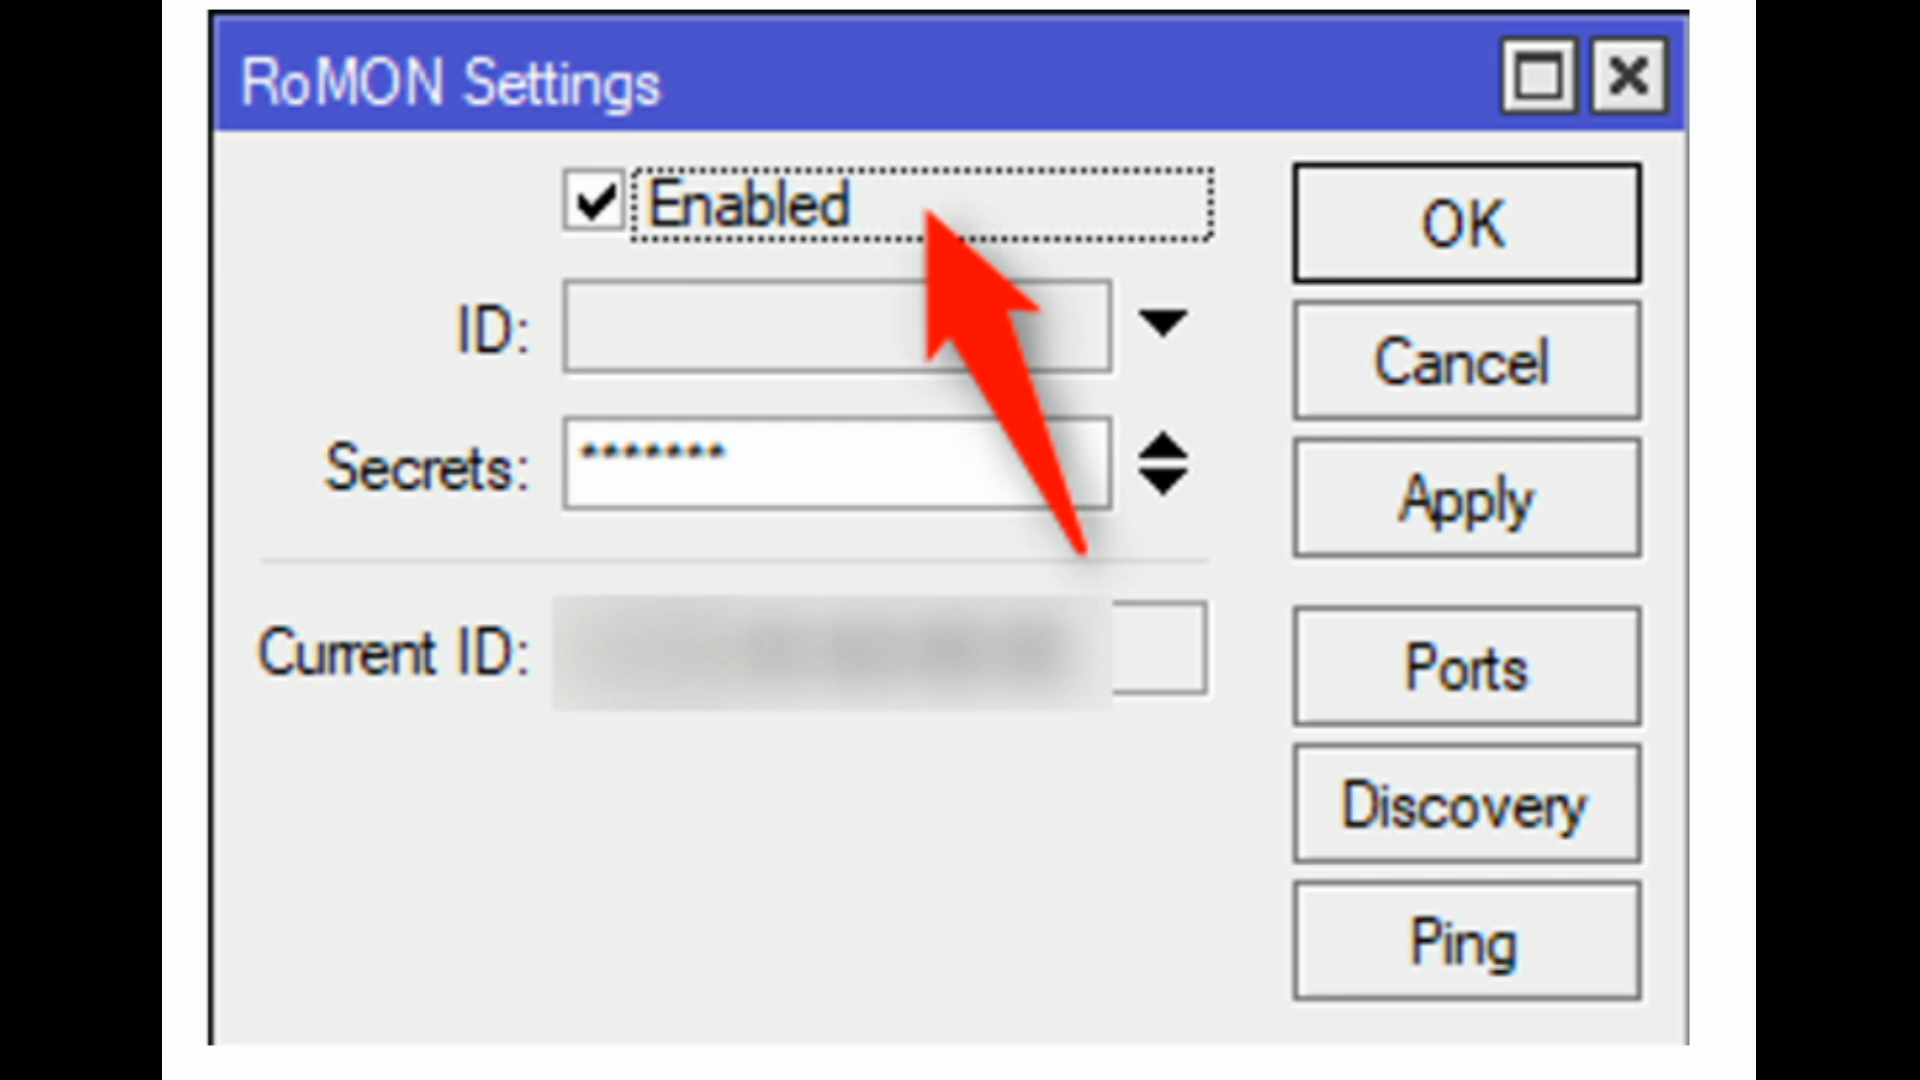 RoMON Settings
Enabled
OK
ID:
Cancel
Secrets: *******
Apply
Current ID:
Ports
Discovery
Ping